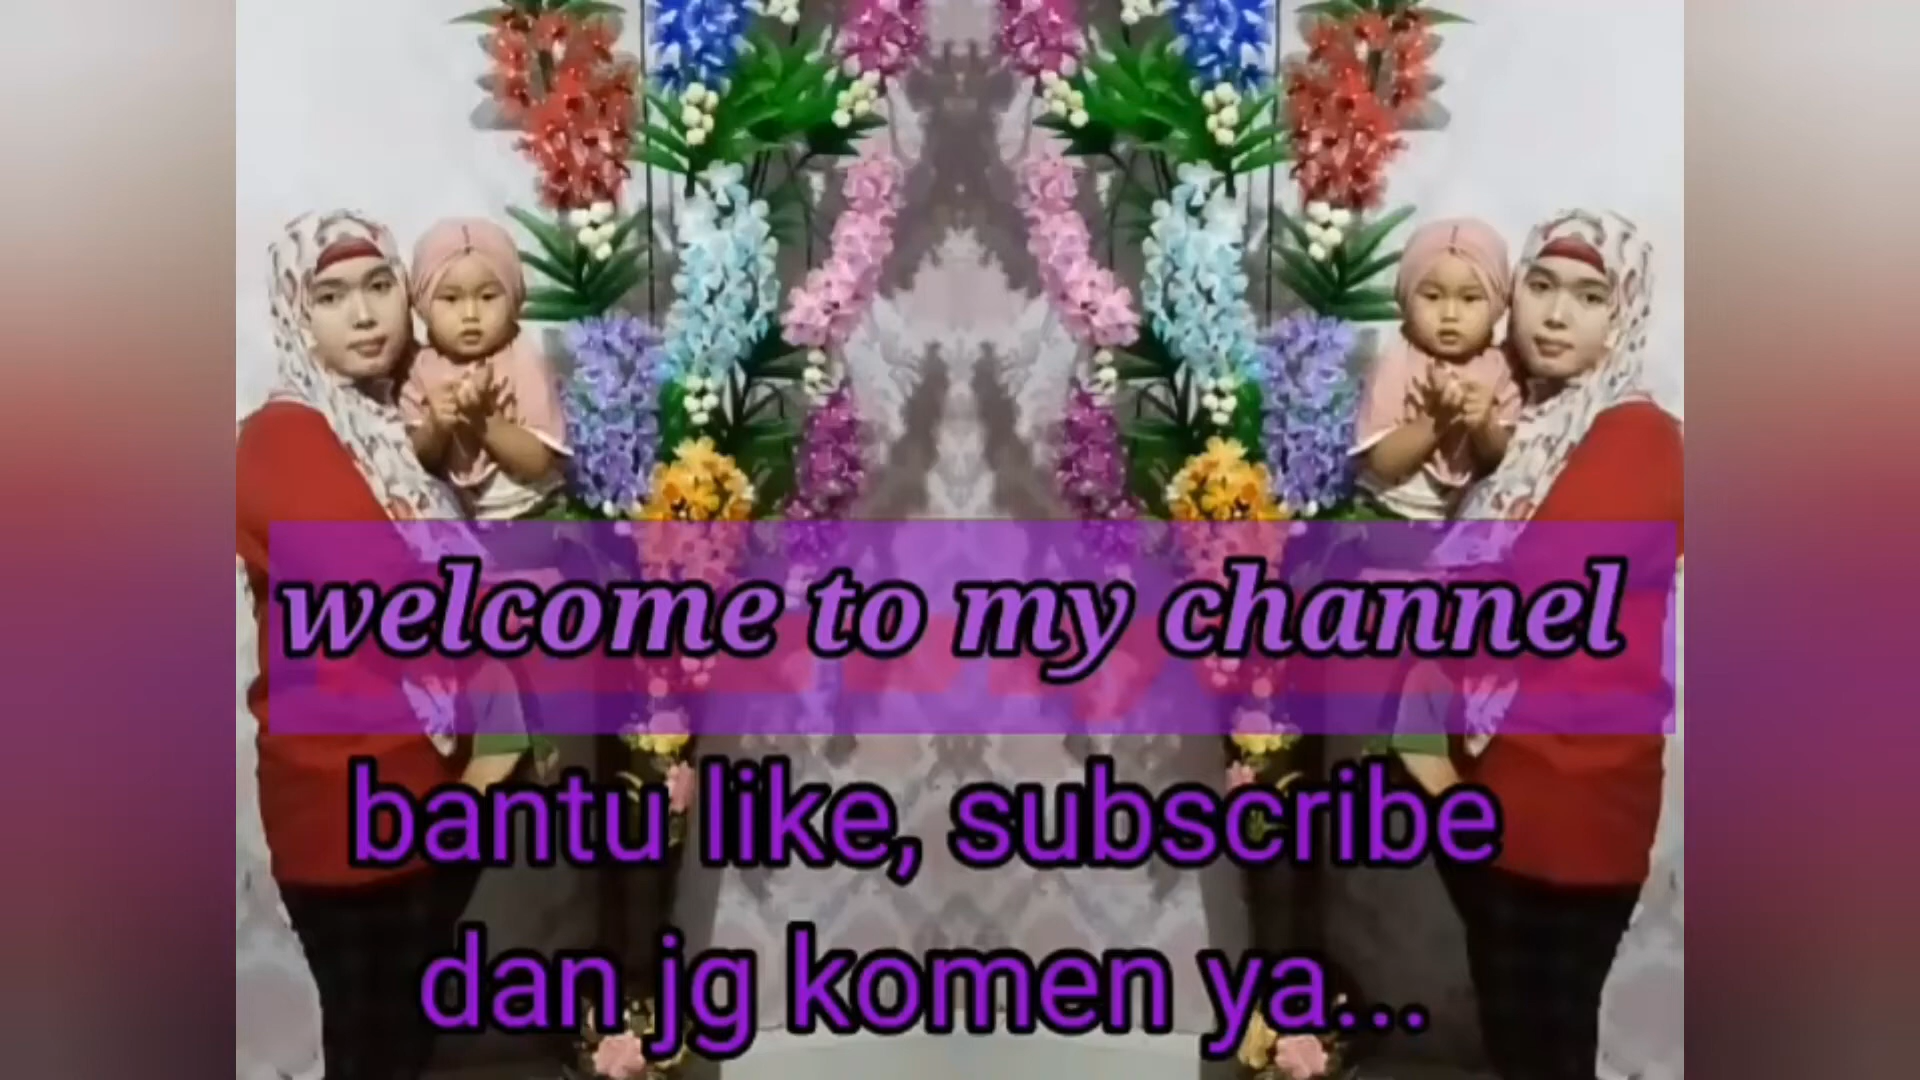 welcome to my channel
bantu like, subscribe
dan jg komen ya...